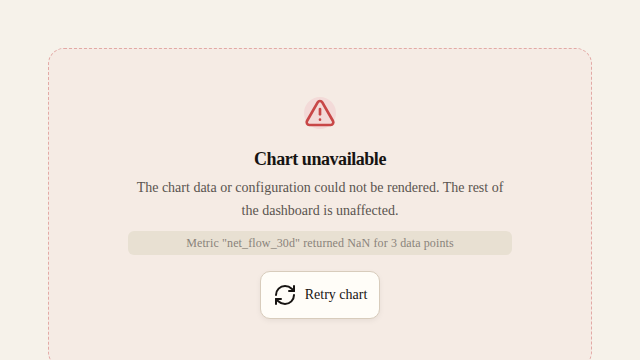 Chart unavailable
The chart data or configuration could not be rendered. The rest of
the dashboard is unaffected.
Metric "net_flow_30d" returned NaN for 3 data points
Retry chart